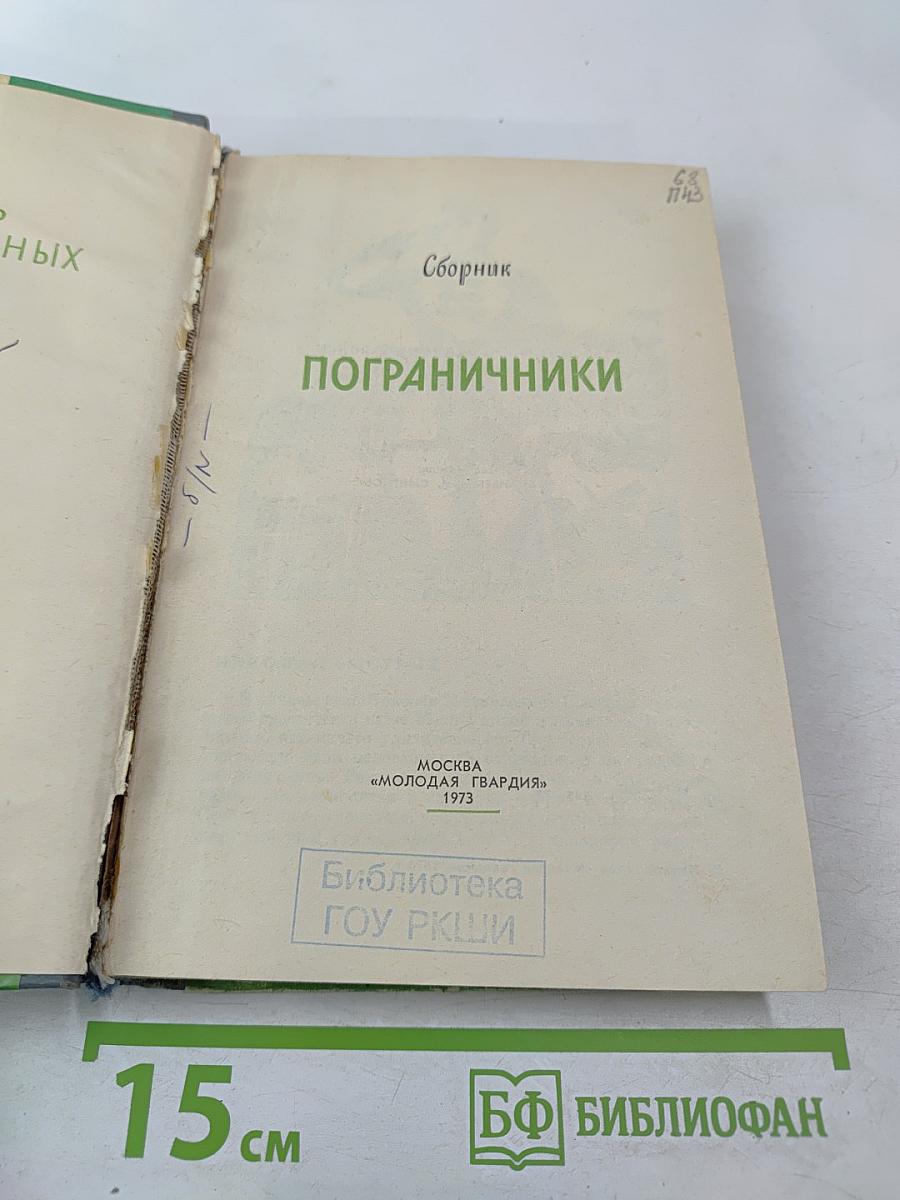 НЫХ
68
П43
Сборник
ПОГРАНИЧНИКИ
— б/N —
МОСКВА
«МОЛОДАЯ ГВАРДИЯ»
1973
Библиотека
ГОУ РКШИ
15 см
БФ БИБЛИОФАН